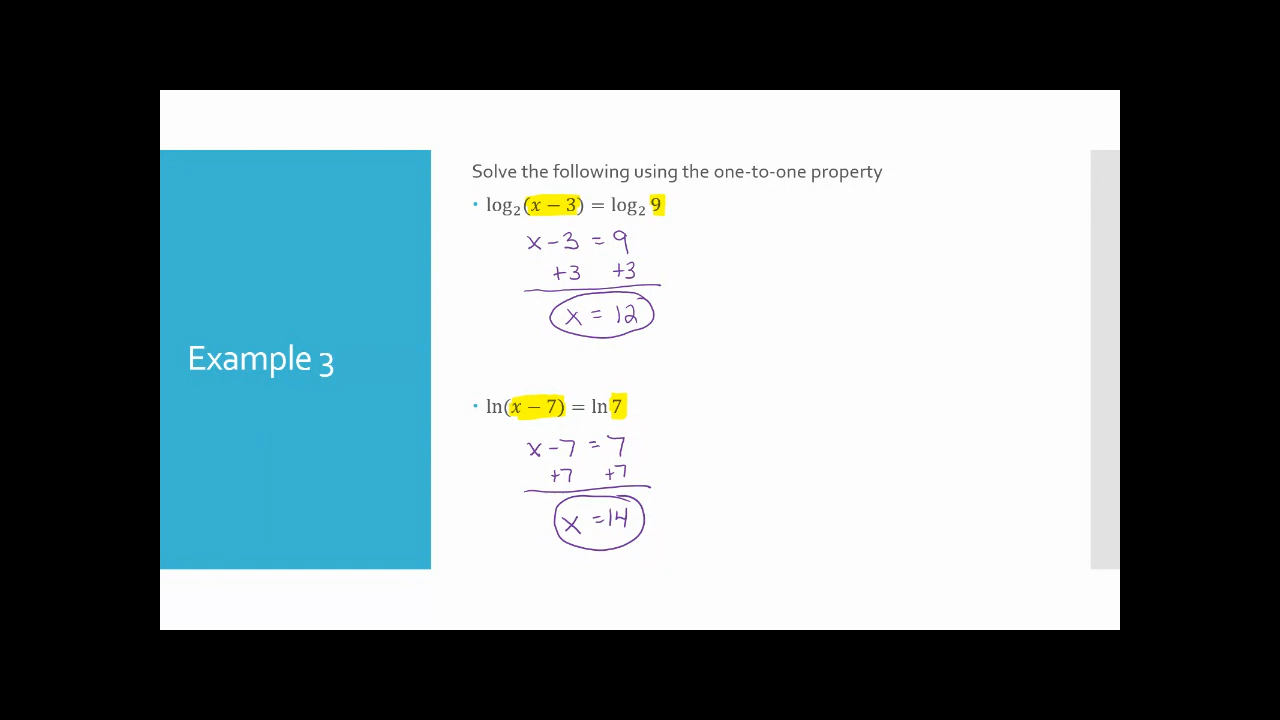 Example 3
Solve the following using the one-to-one property
• log₂(x − 3) = log₂ 9
x − 3 = 9
+3 +3
x = 12
• ln(x − 7) = ln 7
x − 7 = 7
+7 +7
x = 14